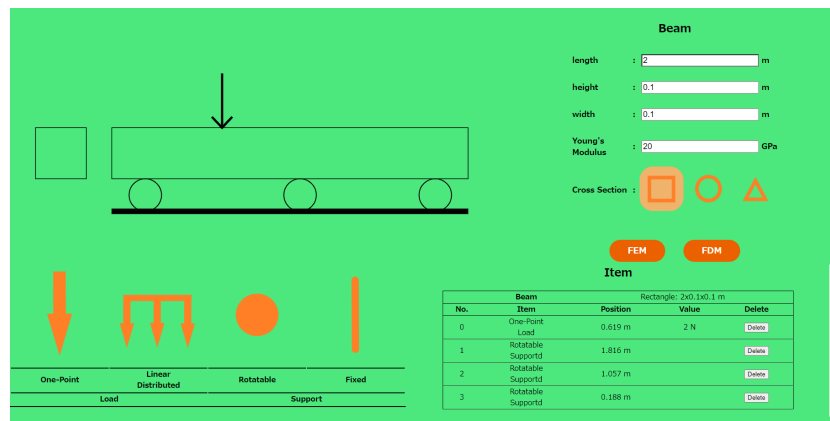 Beam
length : 2 m
height : 0.1 m
width : 0.1 m
Young's
Modulus : 20 GPa
Cross Section :
FEM FDM
Item
Beam Rectangle: 2x0.1x0.1 m
No. Item Position Value Delete
0 One-Point
Load 0.619 m 2 N Delete
1 Rotatable
Supportd 1.816 m Delete
2 Rotatable
Supportd 1.057 m Delete
3 Rotatable
Supportd 0.188 m Delete
One-Point Linear
Distributed Rotatable Fixed
Load Support